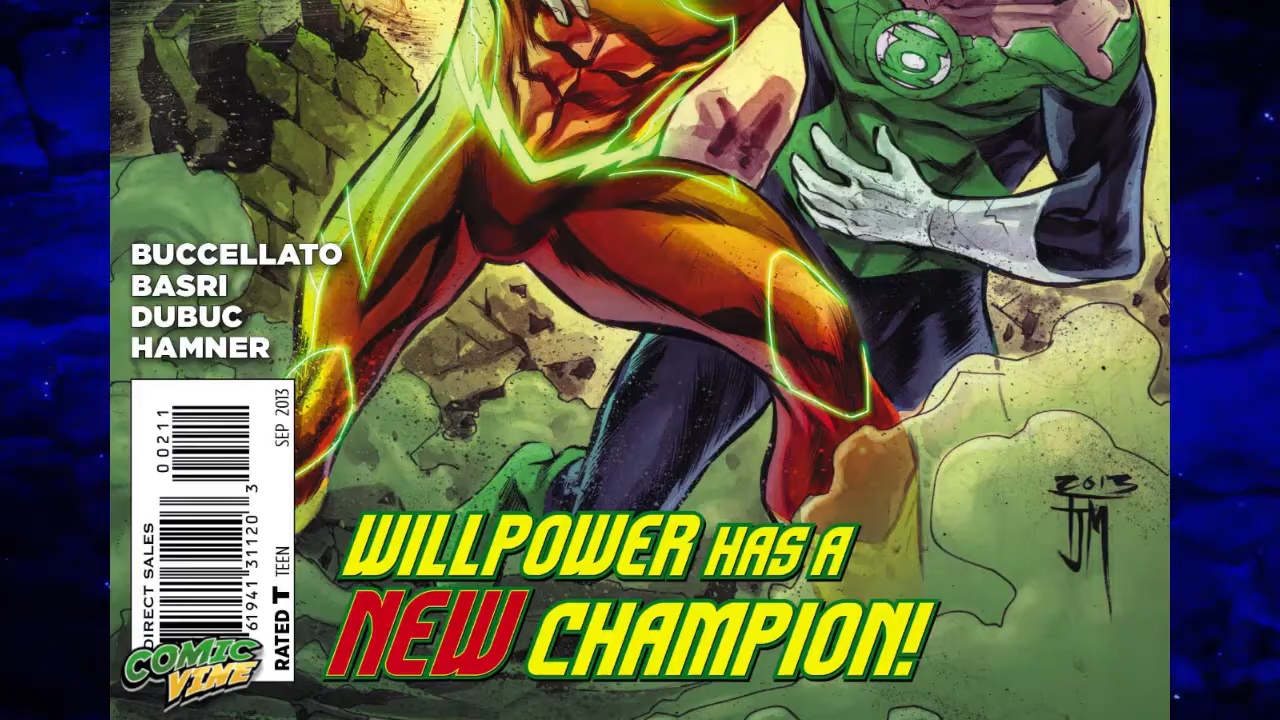 BUCCELLATO
BASRI
DUBUC
HAMNER
00211
SEP 2013
DIRECT SALES
61941 31120 3
RATED T TEEN
COMIC
VINE
WILLPOWER HAS A
NEW CHAMPION!
2013
JJM